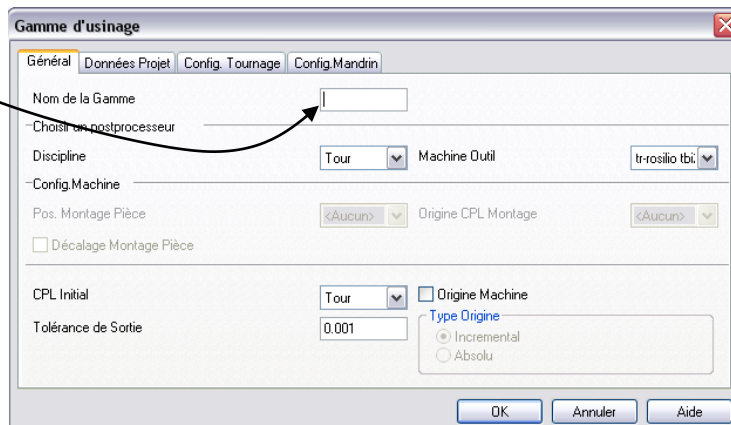 Gamme d'usinage
Général Données Projet Config. Tournage Config.Mandrin
Nom de la Gamme
Choisir un postprocesseur
Discipline Tour Machine Outil tr-rosilio tbi:
Config.Machine
Pos. Montage Pièce <Aucun> Origine CPL Montage <Aucun>
Décalage Montage Pièce
CPL Initial Tour Origine Machine
Tolérance de Sortie 0.001 Type Origine
Incremental
Absolu
OK Annuler Aide